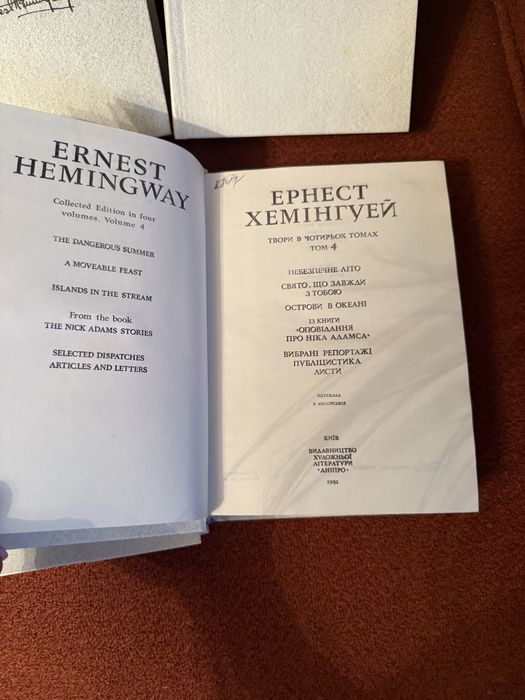 ERNEST
HEMINGWAY
Collected Edition in four
volumes. Volume 4
THE DANGEROUS SUMMER
A MOVEABLE FEAST
ISLANDS IN THE STREAM
From the book
THE NICK ADAMS STORIES
SELECTED DISPATCHES
ARTICLES AND LETTERS
ЕРНЕСТ
ХЕМІНГУЕЙ
ТВОРИ В ЧОТИРЬОХ ТОМАХ
ТОМ 4
НЕБЕЗПЕЧНЕ ЛІТО
СВЯТО, ЩО ЗАВЖДИ
З ТОБОЮ
ОСТРОВИ В ОКЕАНІ
ІЗ КНИГИ
«ОПОВІДАННЯ
ПРО НІКА АДАМСА»
ВИБРАНІ РЕПОРТАЖІ
ПУБЛІЦИСТИКА
ЛИСТИ
ПЕРЕКЛАД
З АНГЛІЙСЬКОЇ
КИЇВ
ВИДАВНИЦТВО
ХУДОЖНЬОЇ
ЛІТЕРАТУРИ
«ДНІПРО»
1981